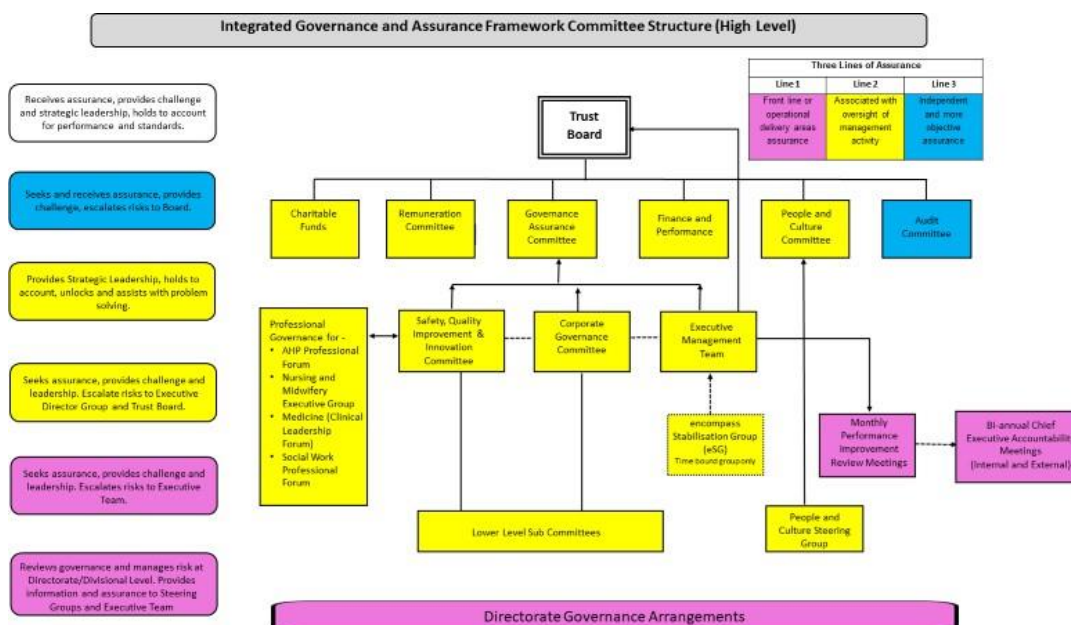 Integrated Governance and Assurance Framework Committee Structure (High Level)
Three Lines of Assurance
Line 1
Line 2
Line 3
Front line or
operational
delivery areas
assurance
Associated with
oversight of
management
activity
Independent
and more
objective
assurance
Receives assurance, provides challenge
and strategic leadership, holds to account
for performance and standards.
Seeks and receives assurance, provides
challenge, escalates risks to Board.
Provides Strategic Leadership, holds to
account, unlocks and assists with problem
solving.
Seeks assurance, provides challenge and
leadership. Escalate risks to Executive
Director Group and Trust Board.
Seeks assurance, provides challenge and
leadership. Escalates risks to Executive
Team.
Reviews governance and manages risk at
Directorate/Divisional Level. Provides
information and assurance to Steering
Groups and Executive Team
Trust
Board
Charitable
Funds
Remuneration
Committee
Governance
Assurance
Committee
Finance and
Performance
People and
Culture
Committee
Audit
Committee
Professional
Governance for -
• AHP Professional
Forum
• Nursing and
Midwifery
Executive Group
• Medicine (Clinical
Leadership Forum)
• Social Work
Professional
Forum
Safety, Quality
Improvement &
Innovation
Committee
Corporate
Governance
Committee
Executive
Management
Team
encompass
Stabilisation Group
(eSG)
Time bound group only
Monthly
Performance
Improvement
Review Meetings
Bi-annual Chief
Executive Accountability
Meetings
(Internal and External)
Lower Level Sub Committees
People and
Culture Steering
Group
Directorate Governance Arrangements